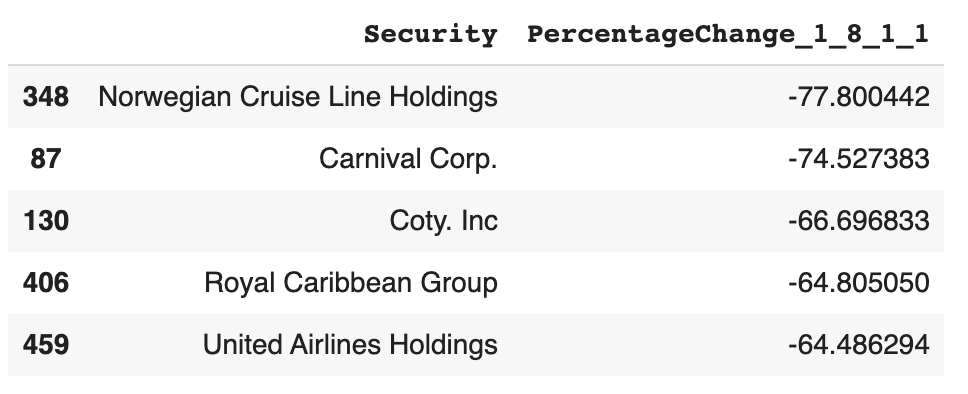 Security PercentageChange_1_8_1_1
348 Norwegian Cruise Line Holdings -77.800442
87 Carnival Corp. -74.527383
130 Coty. Inc -66.696833
406 Royal Caribbean Group -64.805050
459 United Airlines Holdings -64.486294